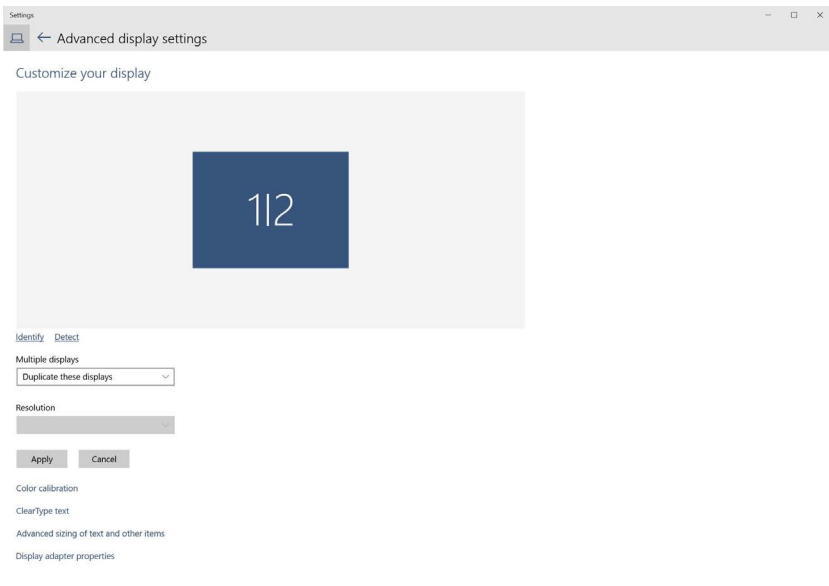 Settings
Advanced display settings
Customize your display
1|2
Identify Detect
Multiple displays
Duplicate these displays
Resolution
Apply Cancel
Color calibration
ClearType text
Advanced sizing of text and other items
Display adapter properties